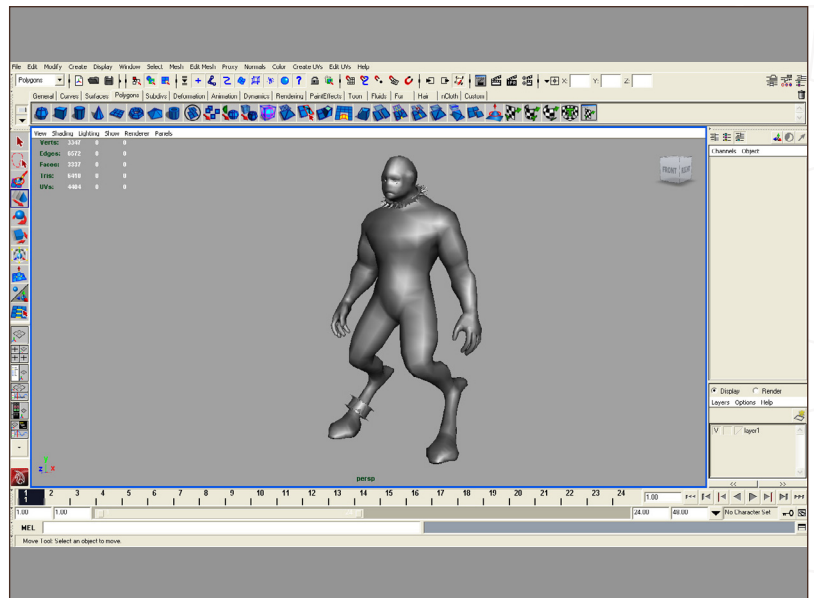 File Edit Modify Create Display Window Select Mesh Edit Mesh Proxy Normals Color Create UVs Edit UVs Help
Polygons X: Y: Z:
General Curves Surfaces Polygons Subdivs Deformation Animation Dynamics Rendering PaintEffects Toon Fluids Fur Hair nCloth Custom
View Shading Lighting Show Renderer Panels
Channels Object
Verts: 3347 0 0
Edges: 6572 0 0
Faces: 3237 0 0
Tris: 6410 0 0
UVs: 4404 0 0
FRONT
persp
Display Render
Layers Options Help
V layer1
<< >>
1 2 3 4 5 6 7 8 9 10 11 12 13 14 15 16 17 18 19 20 21 22 23 24 1.00
1
1.00 1.00 24.00 48.00 No Character Set
MEL
Move Tool: Select an object to move.
z x